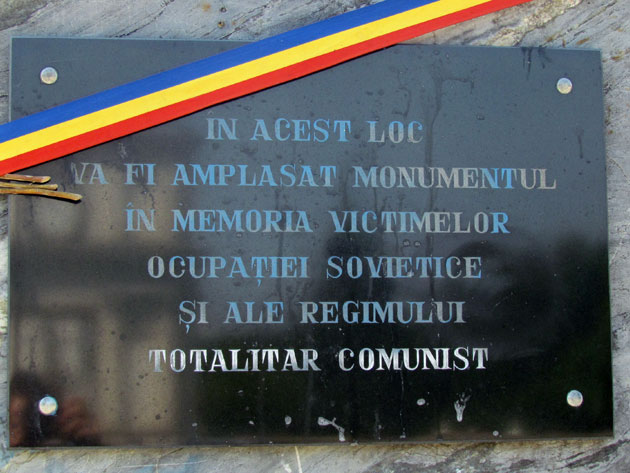 IN ACEST LOC
VA FI AMPLASAT MONUMENTUL
ÎN MEMORIA VICTIMELOR
OCUPAȚIEI SOVIETICE
ȘI ALE REGIMULUI
TOTALITAR COMUNIST